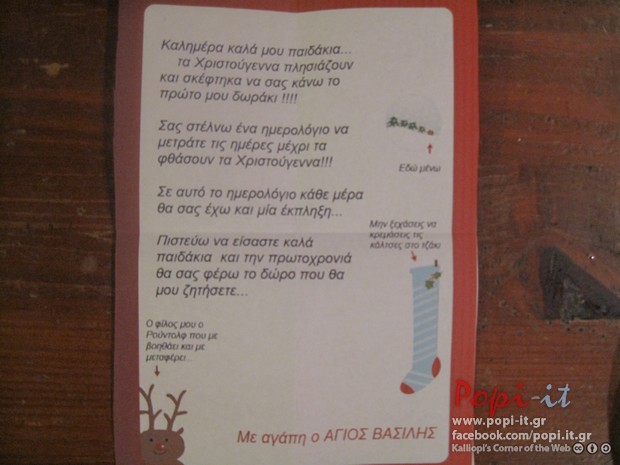 Καλημέρα καλά μου παιδάκια...
τα Χριστούγεννα πλησιάζουν
και σκέφτηκα να σας κάνω το
πρώτο μου δωράκι !!!!
Σας στέλνω ένα ημερολόγιο να
μετράτε τις ημέρες μέχρι τα
φθάσουν τα Χριστούγεννα!!!
Εδώ μένω
Σε αυτό το ημερολόγιο κάθε μέρα
θα σας έχω και μία έκπληξη...
Μην ξεχάσεις να
κρεμάσεις τις
κάλτσες στο τζάκι
Πιστεύω να είσαστε καλά
παιδάκια και την πρωτοχρονιά
θα σας φέρω το δώρο που θα
μου ζητήσετε...
Ο φίλος μου ο
Ρούντολφ που με
βοηθάει και με
μεταφέρει...
Με αγάπη ο ΑΓΙΟΣ ΒΑΣΙΛΗΣ
Popi-it
www.popi-it.gr
facebook.com/popi.it.gr
Kalliopi's Corner of the Web